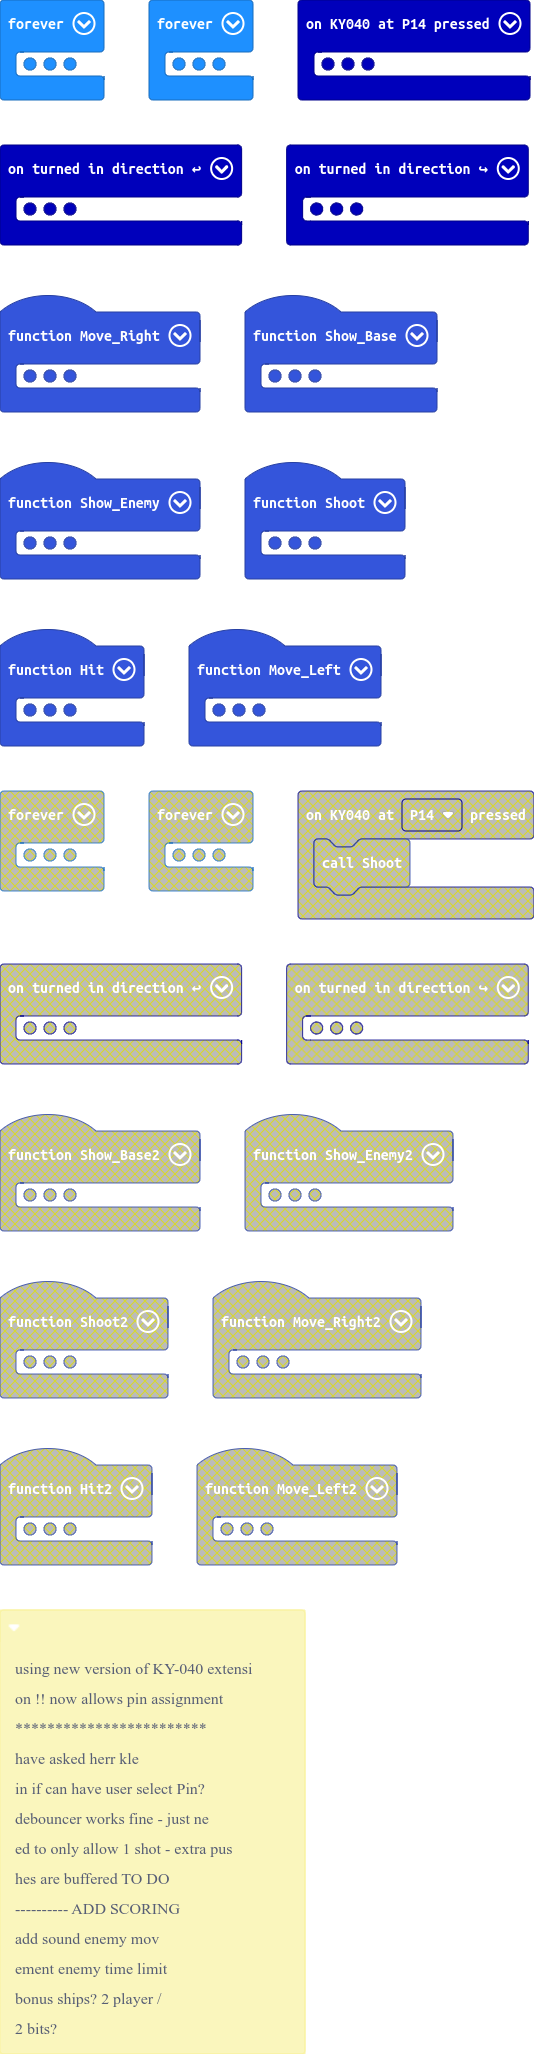 forever forever on KY040 at P14 pressed
on turned in direction ↩ on turned in direction ↪
function Move_Right function Show_Base
function Show_Enemy function Shoot
function Hit function Move_Left
forever forever on KY040 at P14 pressed
call Shoot
on turned in direction ↩ on turned in direction ↪
function Show_Base2 function Show_Enemy2
function Shoot2 function Move_Right2
function Hit2 function Move_Left2
using new version of KY-040 extensi
on !! now allows pin assignment
************************
have asked herr kle
in if can have user select Pin?
debouncer works fine - just ne
ed to only allow 1 shot - extra pus
hes are buffered TO DO
---------- ADD SCORING
add sound enemy mov
ement enemy time limit
bonus ships? 2 player /
2 bits?